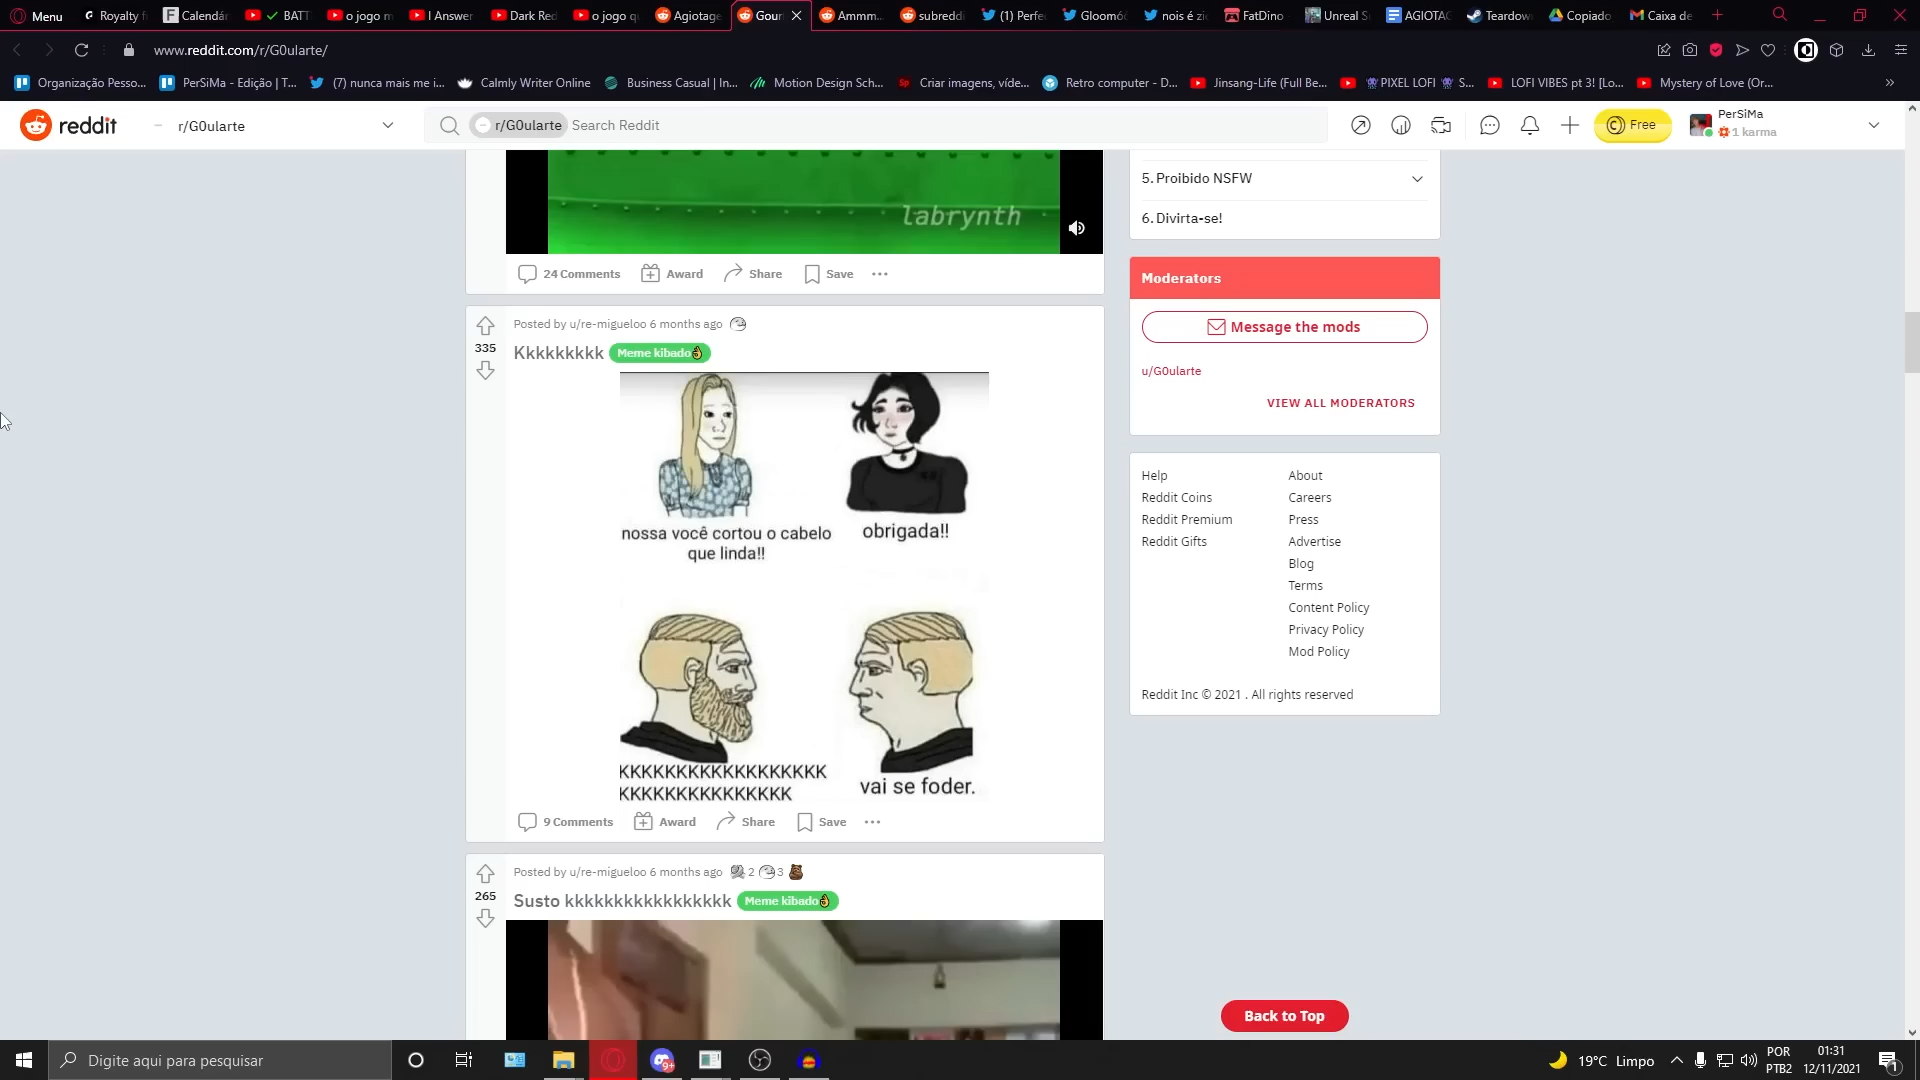 Menu
Royalty f
Calendár
BATT
o jogo m
I Answer
Dark Red
o jogo qu
Agiotage
Gour
Ammm...
subreddi
(1) Perfe
Gloomóó
nois é zi
FatDino
Unreal S
AGIOTAG
Teardow
Copiado
Caixa de
www.reddit.com/r/G0ularte/
Organização Pesso...
PerSiMa - Edição | T...
(7) nunca mais me i...
Calmly Writer Online
Business Casual | In...
Motion Design Sch...
Criar imagens, víde...
Retro computer - D...
Jinsang-Life (Full Be...
PIXEL LOFI S...
LOFI VIBES pt 3! [Lo...
Mystery of Love (Or...
reddit
r/G0ularte
r/G0ularte
Search Reddit
Free
PerSiMa
1 karma
labrynth
24 Comments
Award
Share
Save
Posted by u/re-migueloo 6 months ago
335
Kkkkkkkkk
Meme kibado👌
nossa você cortou o cabelo
que linda!!
obrigada!!
KKKKKKKKKKKKKKKKKK
KKKKKKKKKKKKKKK
vai se foder.
9 Comments
Award
Share
Save
Posted by u/re-migueloo 6 months ago
2
3
265
Susto kkkkkkkkkkkkkkkkk
Meme kibado👌
5. Proibido NSFW
6. Divirta-se!
Moderators
Message the mods
u/G0ularte
VIEW ALL MODERATORS
Help
About
Reddit Coins
Careers
Reddit Premium
Press
Reddit Gifts
Advertise
Blog
Terms
Content Policy
Privacy Policy
Mod Policy
Reddit Inc © 2021 . All rights reserved
Back to Top
Digite aqui para pesquisar
9+
19°C Limpo
POR
PTB2
01:31
12/11/2021
1